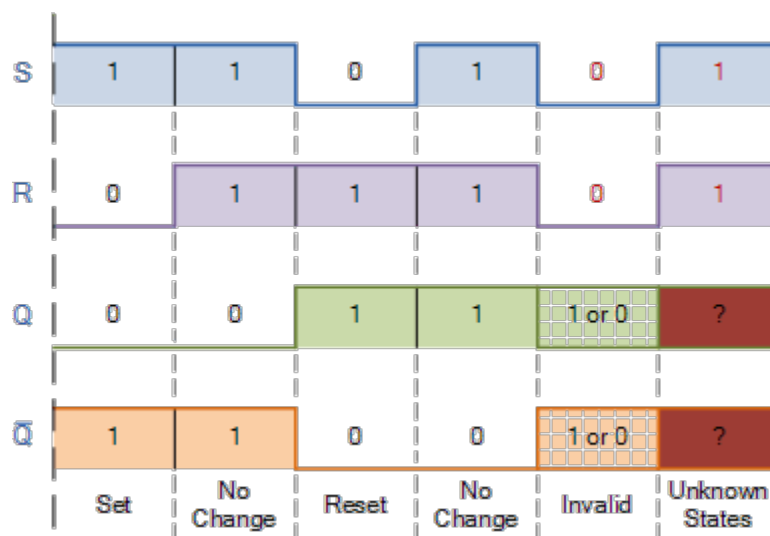 S 1 1 0 1 0 1
R 0 1 1 1 0 1
Q 0 0 1 1 1 or 0 ?
Q̅ 1 1 0 0 1 or 0 ?
Set No Change Reset No Change Invalid Unknown States